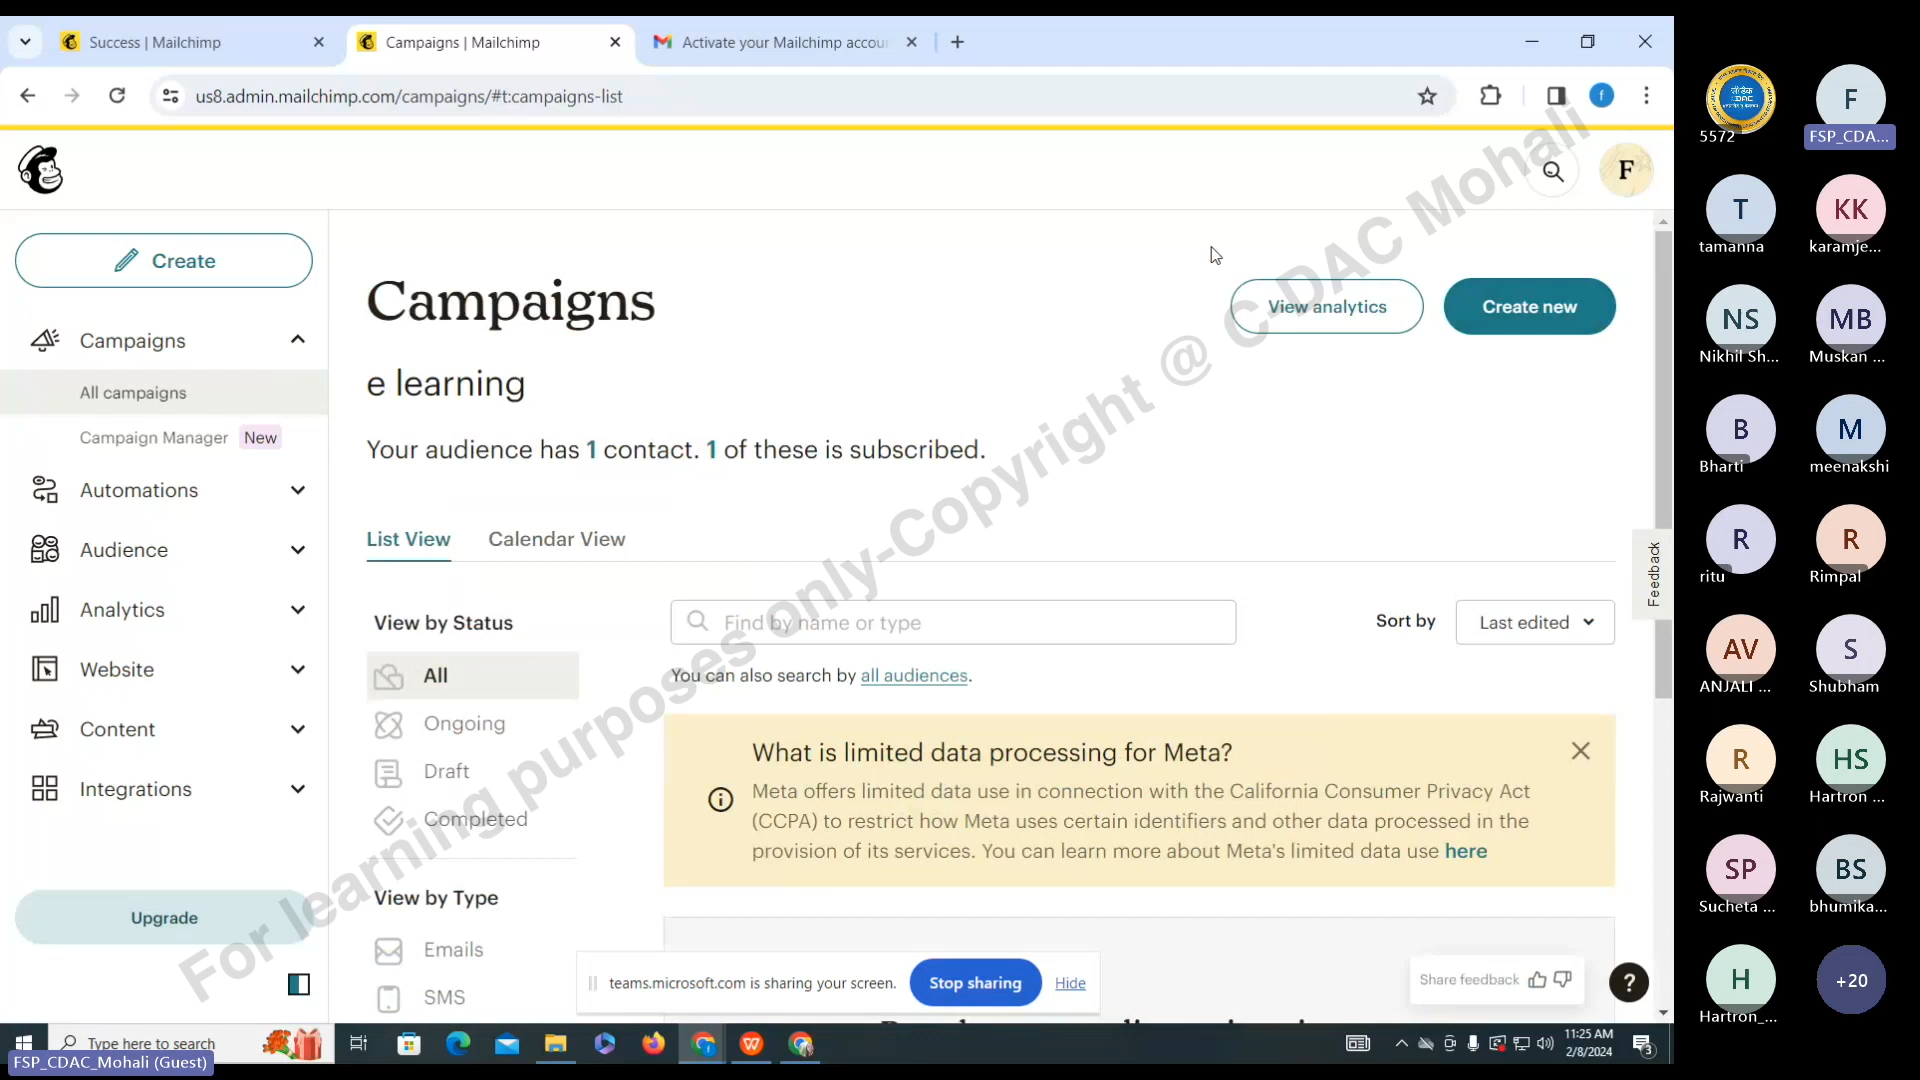 Success | Mailchimp
Campaigns | Mailchimp
Activate your Mailchimp accou
us8.admin.mailchimp.com/campaigns/#t:campaigns-list
f
F
Create
Campaigns
All campaigns
Campaign Manager New
Automations
Audience
Analytics
Website
Content
Integrations
Upgrade
Campaigns
View analytics
Create new
e learning
Your audience has 1 contact. 1 of these is subscribed.
List View
Calendar View
View by Status
All
Ongoing
Draft
Completed
View by Type
Emails
SMS
Find by name or type
Sort by
Last edited
You can also search by all audiences.
What is limited data processing for Meta?
Meta offers limited data use in connection with the California Consumer Privacy Act
(CCPA) to restrict how Meta uses certain identifiers and other data processed in the
provision of its services. You can learn more about Meta's limited data use here
Feedback
Share feedback
?
teams.microsoft.com is sharing your screen.
Stop sharing
Hide
For learning purposes only-Copyright @ C-DAC Mohali
Type here to search
11:25 AM
2/8/2024
3
FSP_CDAC_Mohali (Guest)
5572
F
FSP_CDA...
T
tamanna
KK
karamje...
NS
Nikhil Sh...
MB
Muskan ...
B
Bharti
M
meenakshi
R
ritu
R
Rimpal
AV
ANJALI ...
S
Shubham
R
Rajwanti
HS
Hartron ...
SP
Sucheta ...
BS
bhumika...
H
Hartron_...
+20